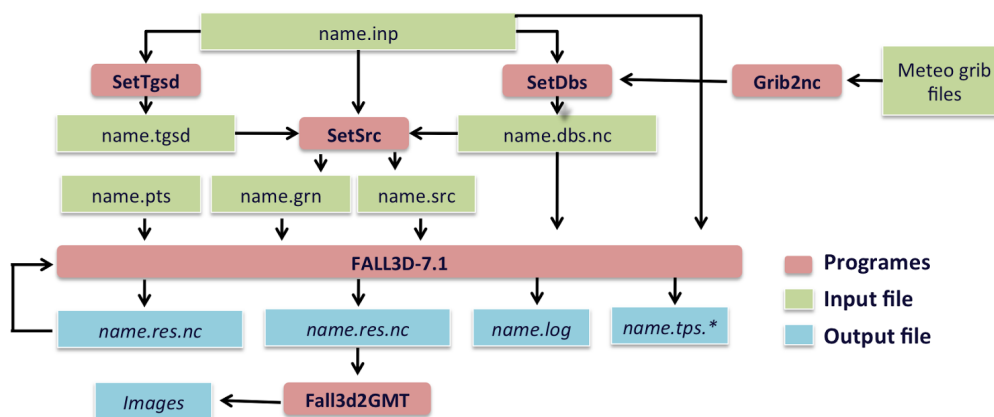 name.inp
SetTgsd
SetDbs
Grib2nc
Meteo grib
files
name.tgsd
SetSrc
name.dbs.nc
name.pts
name.grn
name.src
FALL3D-7.1
Programes
Input file
Output file
name.res.nc
name.res.nc
name.log
name.tps.*
Images
Fall3d2GMT